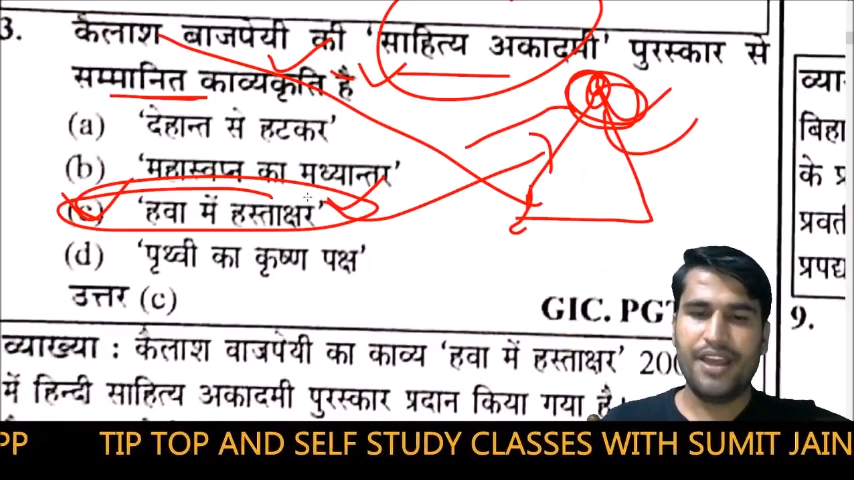 3. कैलाश बाजपेयी की 'साहित्य अकादमी' पुरस्कार से
सम्मानित काव्यकृति है
(a) 'देहान्त से हटकर'
(b) 'महास्वप्न का मध्यान्तर'
(c) 'हवा में हस्ताक्षर'
(d) 'पृथ्वी का कृष्ण पक्ष'
उत्तर (c)
GIC. PGT
व्याख्या : कैलाश वाजपेयी का काव्य 'हवा में हस्ताक्षर' 200
में हिन्दी साहित्य अकादमी पुरस्कार प्रदान किया गया है।
व्या
बिहा
के प्र
प्रवर्त
प्रपद्य
9.
PP TIP TOP AND SELF STUDY CLASSES WITH SUMIT JAIN